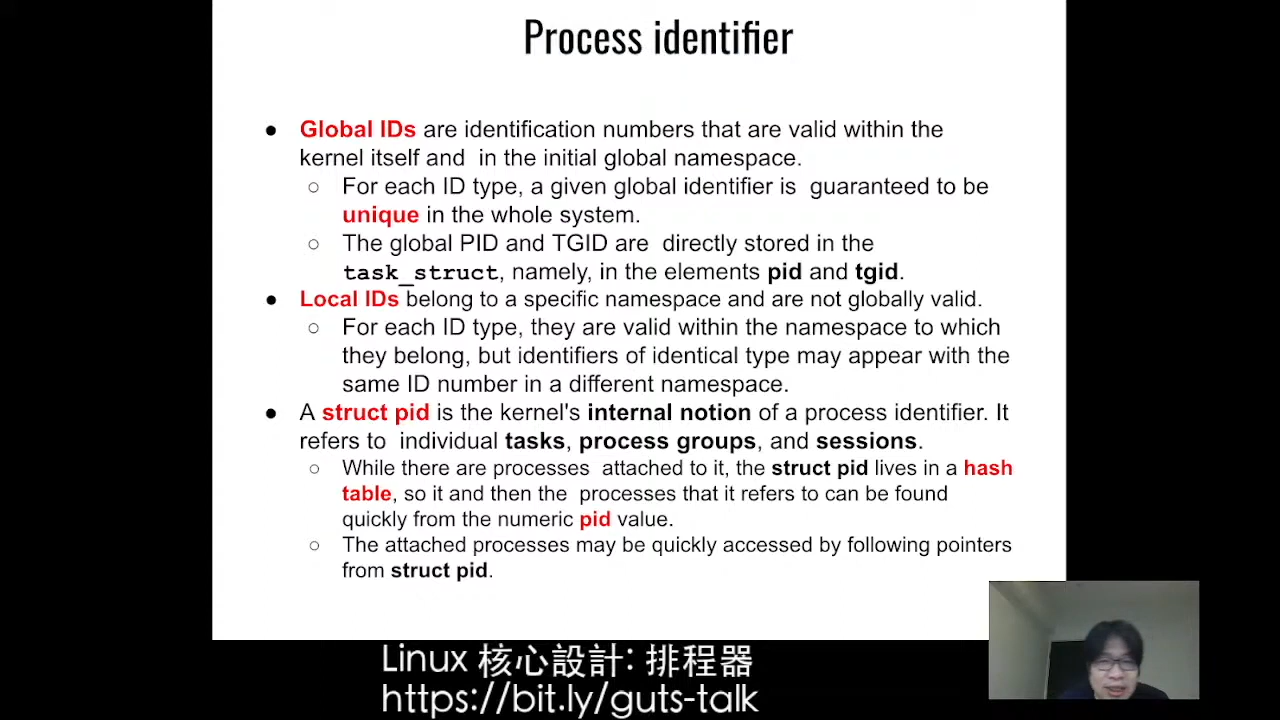 Process identifier
● Global IDs are identification numbers that are valid within the
kernel itself and in the initial global namespace.
○ For each ID type, a given global identifier is guaranteed to be
unique in the whole system.
○ The global PID and TGID are directly stored in the
task_struct, namely, in the elements pid and tgid.
● Local IDs belong to a specific namespace and are not globally valid.
○ For each ID type, they are valid within the namespace to which
they belong, but identifiers of identical type may appear with the
same ID number in a different namespace.
● A struct pid is the kernel's internal notion of a process identifier. It
refers to individual tasks, process groups, and sessions.
○ While there are processes attached to it, the struct pid lives in a hash
table, so it and then the processes that it refers to can be found
quickly from the numeric pid value.
○ The attached processes may be quickly accessed by following pointers
from struct pid.
Linux 核心設計: 排程器
https://bit.ly/guts-talk